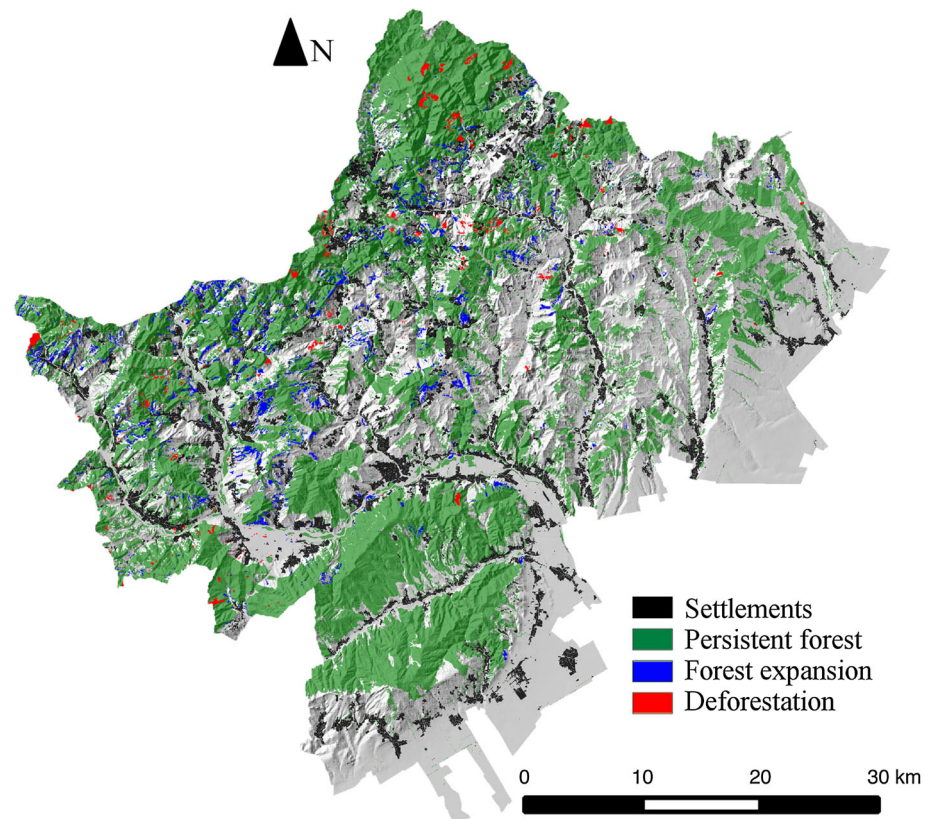 N
Settlements
Persistent forest
Forest expansion
Deforestation
0 10 20 30 km